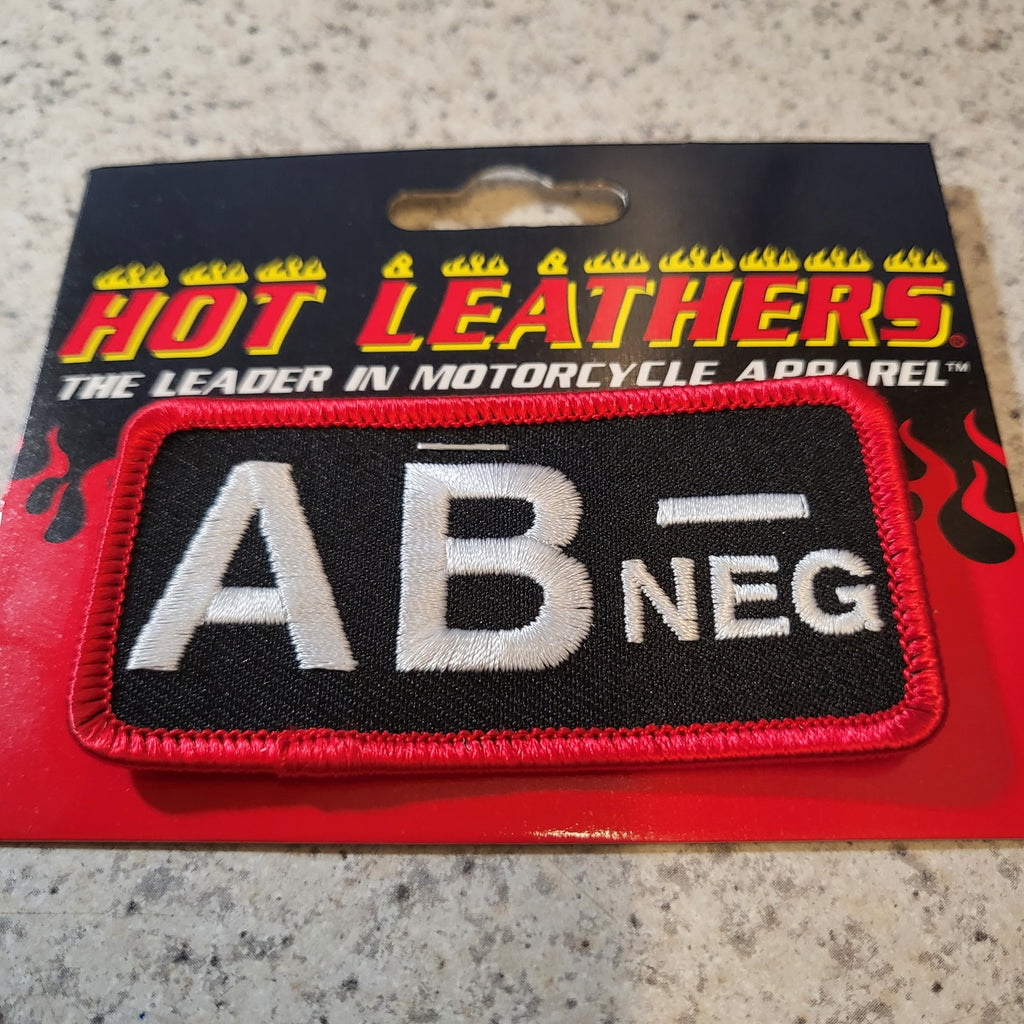 HOT LEATHERS®
THE LEADER IN MOTORCYCLE APPAREL™
AB –
NEG